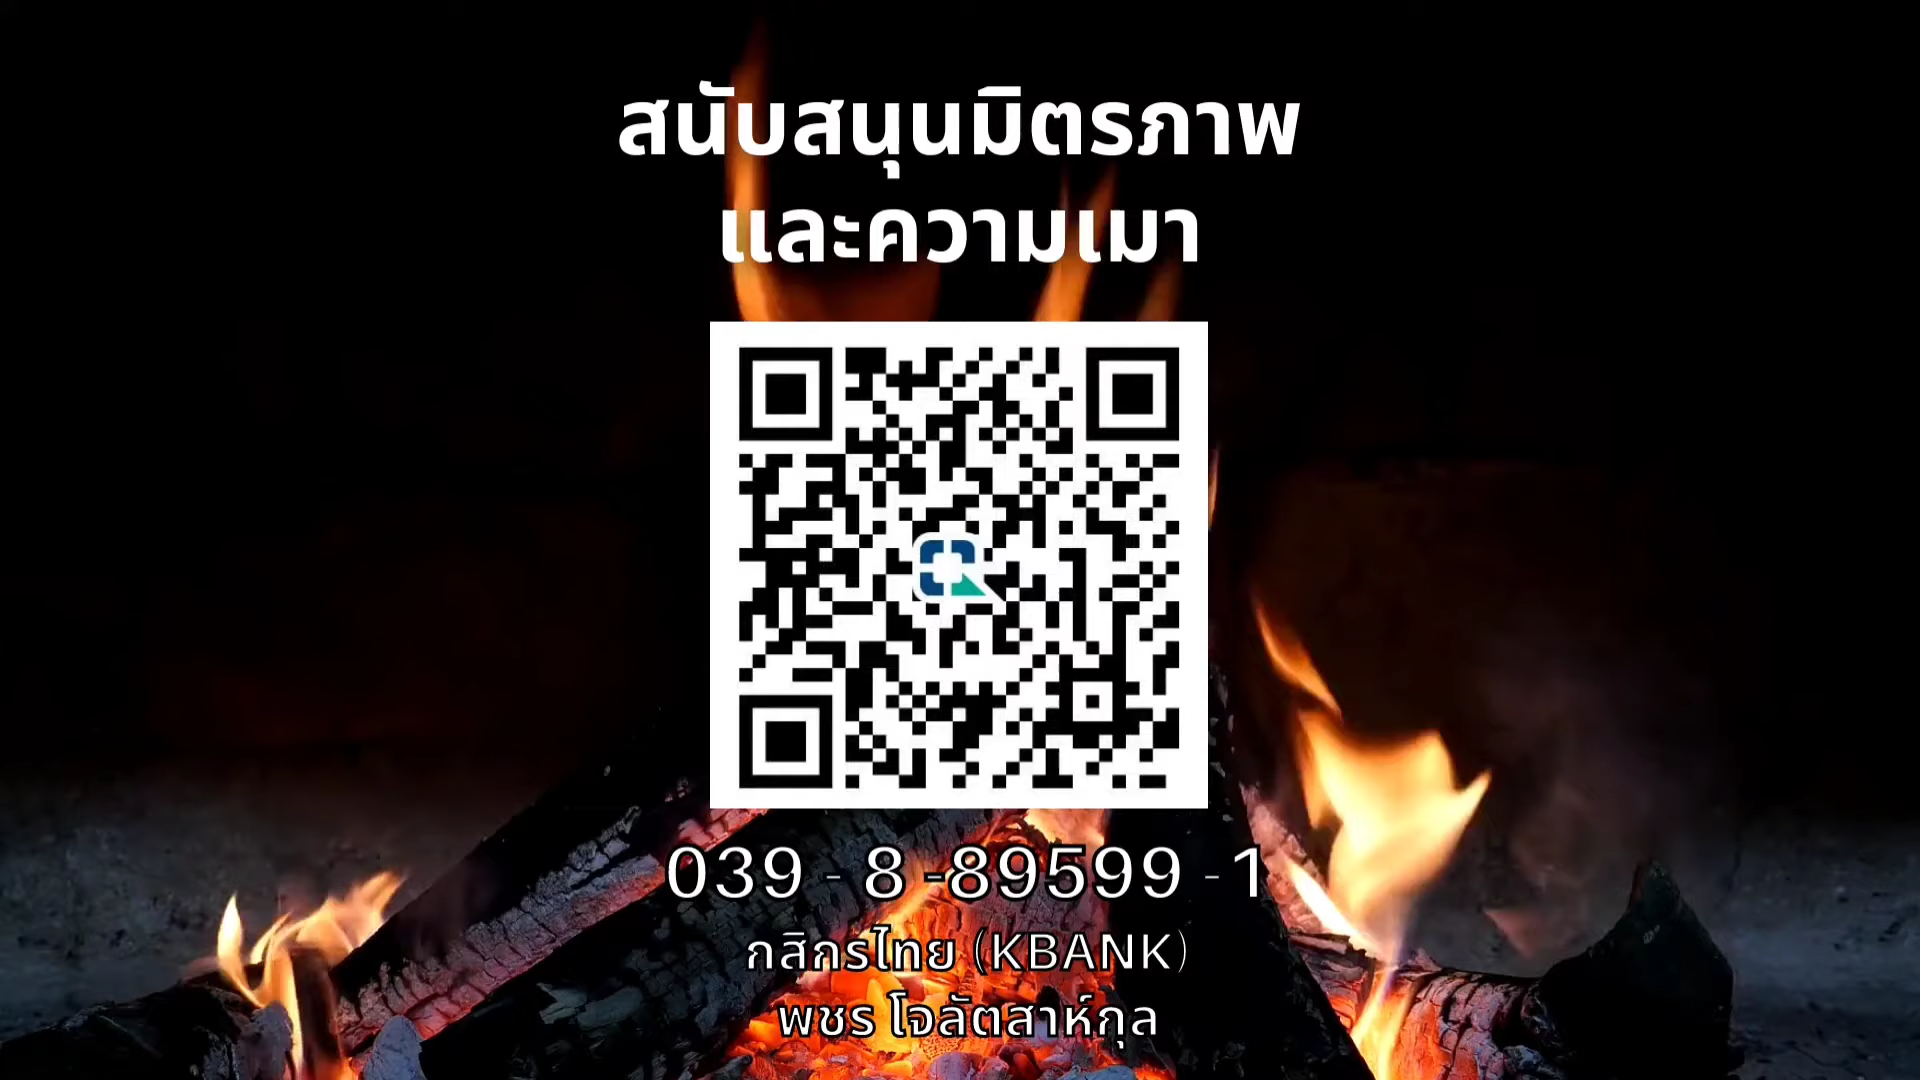 สนับสนุนมิตรภาพ
และความเมา
039 - 8 -89599 - 1
กสิกรไทย (KBANK)
พชร โจลัตสาห์กุล